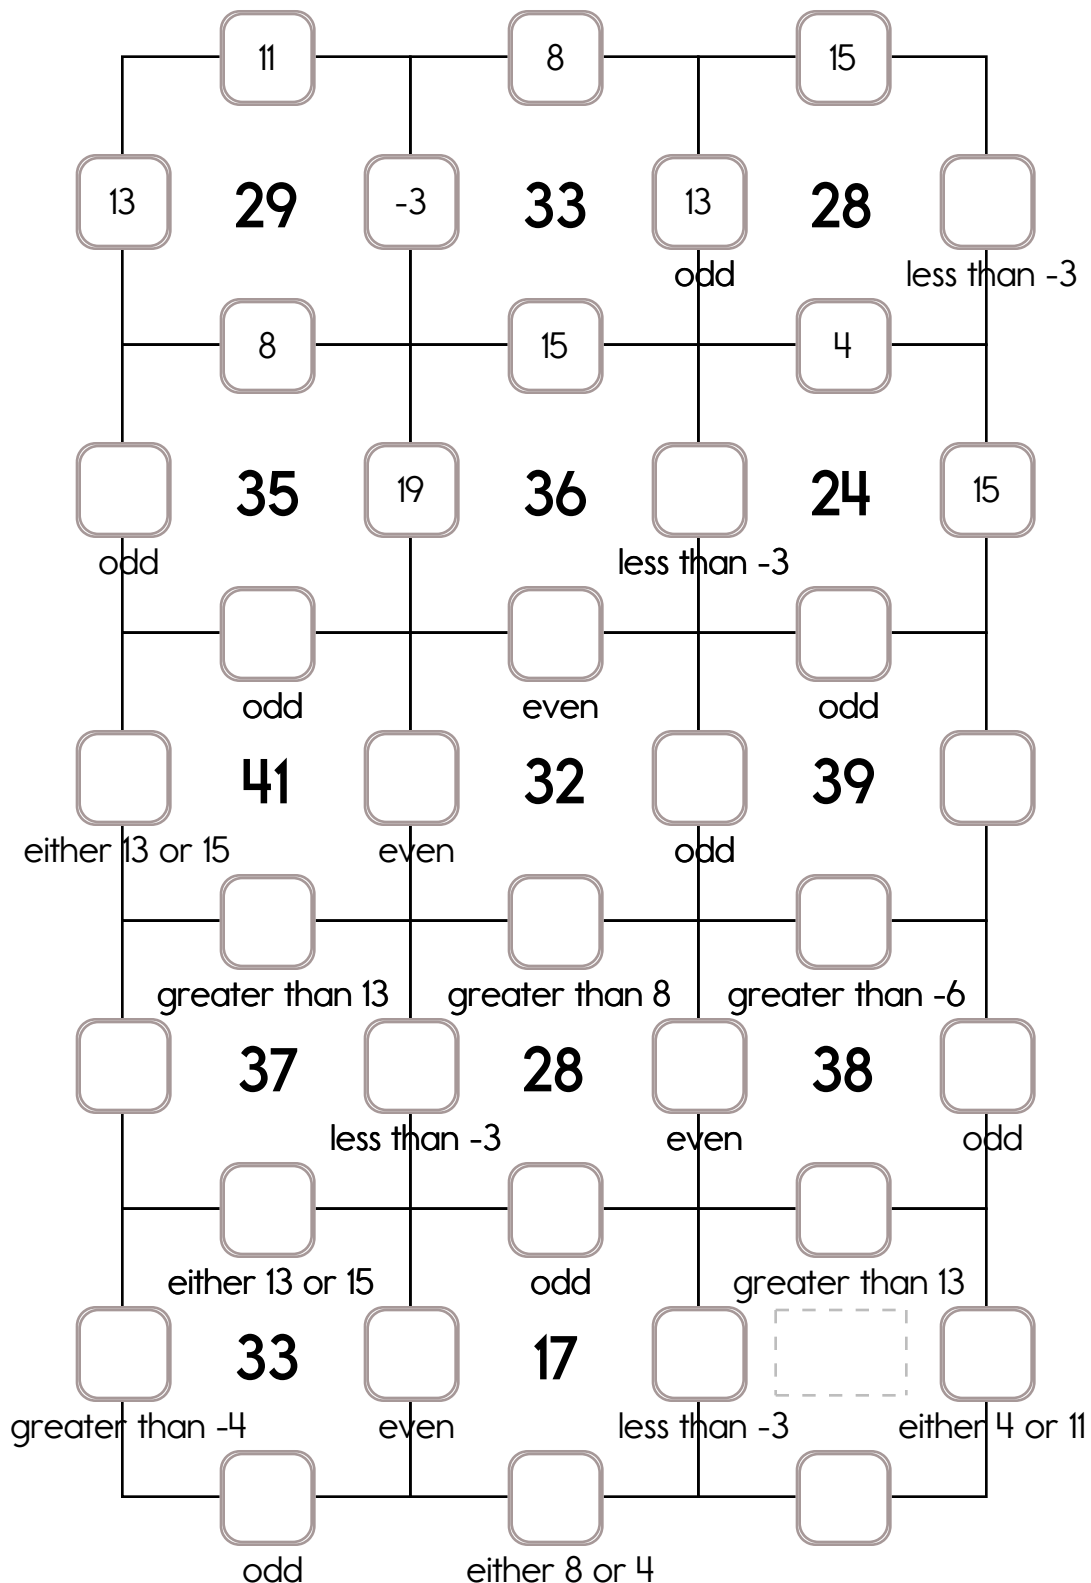 11 8 15
13 29 -3 33 13 28
odd less than -3
8 15 4
35 19 36 24 15
odd less than -3
odd even odd
41 32 39
either 13 or 15 even odd
greater than 13 greater than 8 greater than -6
37 28 38
less than -3 even odd
either 13 or 15 odd greater than 13
33 17
greater than -4 even less than -3 either 4 or 11
odd either 8 or 4